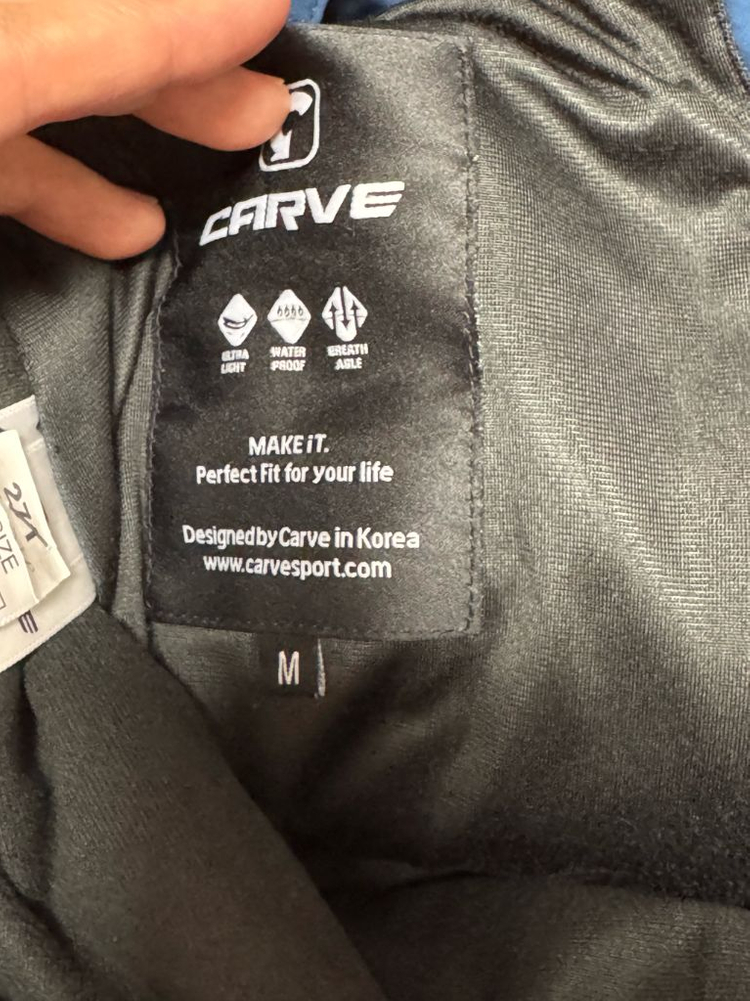 CARVE
ULTRA LIGHT
WATER PROOF
BREATH ABLE
MAKE iT.
Perfect Fit for your life
Designed by Carve in Korea
www.carvesport.com
M
SIZE